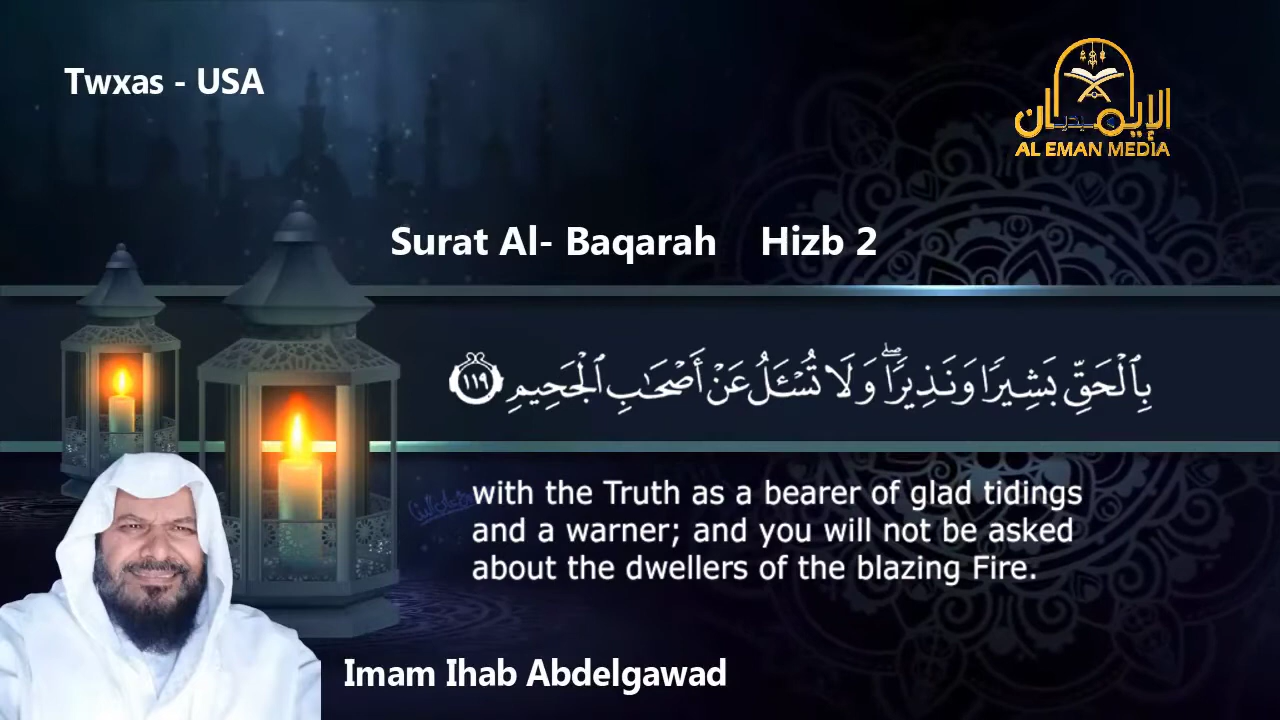 Twxas - USA
الإيمان
ميديا
AL EMAN MEDIA
Surat Al- Baqarah Hizb 2
بِٱلْحَقِّ بَشِيرًا وَنَذِيرًاۖ وَلَا تُسْـَٔلُ عَنْ أَصْحَـٰبِ ٱلْجَحِيمِ ١١٩
with the Truth as a bearer of glad tidings
and a warner; and you will not be asked
about the dwellers of the blazing Fire.
Imam Ihab Abdelgawad